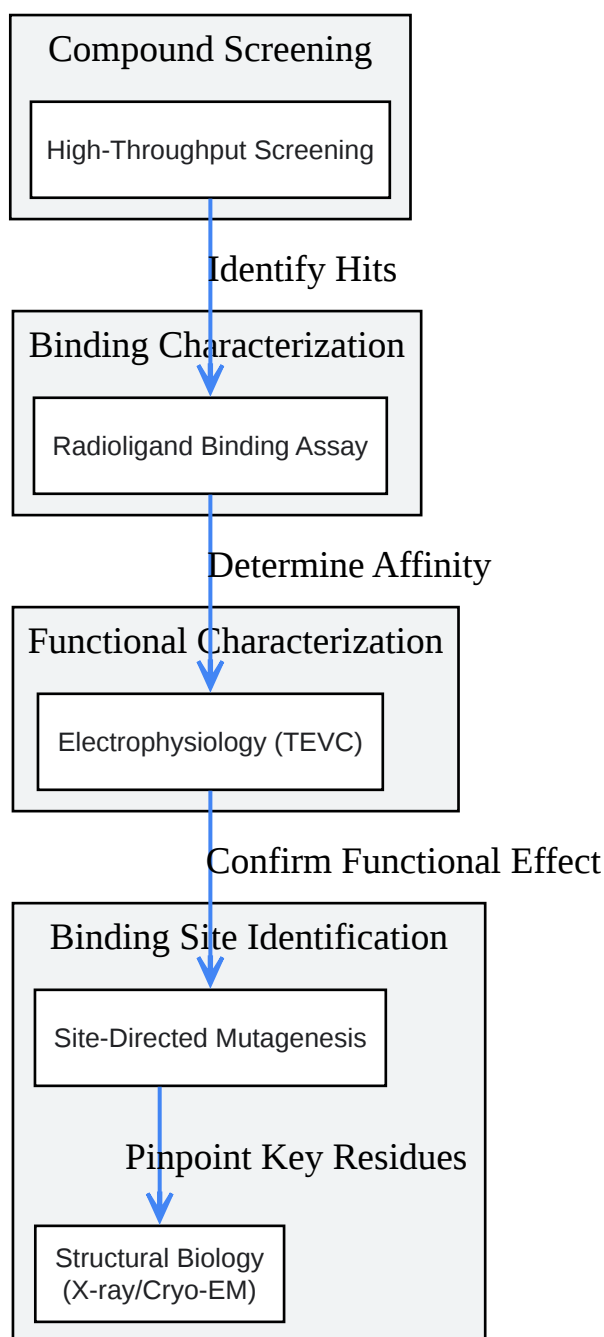 Compound Screening
High-Throughput Screening
Identify Hits
Binding Characterization
Radioligand Binding Assay
Determine Affinity
Functional Characterization
Electrophysiology (TEVC)
Confirm Functional Effect
Binding Site Identification
Site-Directed Mutagenesis
Pinpoint Key Residues
Structural Biology
(X-ray/Cryo-EM)